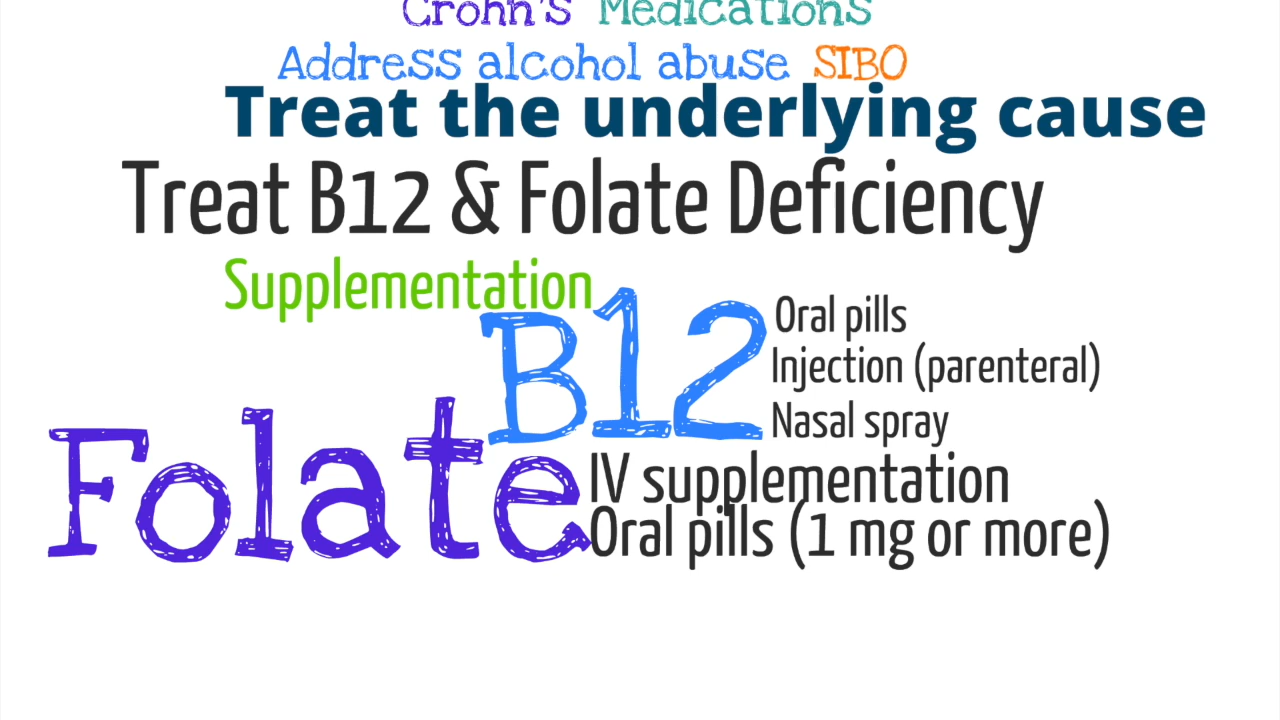 Crohn's Medications
Address alcohol abuse SIBO
Treat the underlying cause
Treat B12 & Folate Deficiency
Supplementation
B12
Oral pills
Injection (parenteral)
Nasal spray
Folate
IV supplementation
Oral pills (1 mg or more)